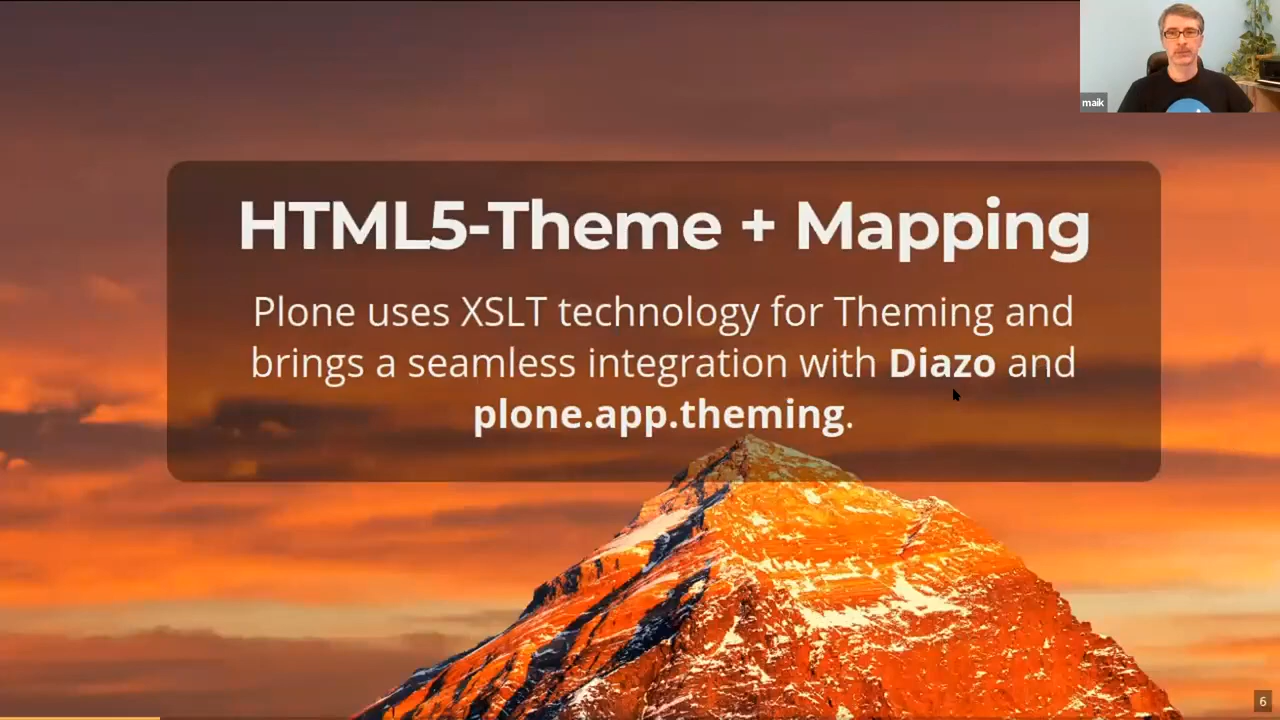 maik
HTML5-Theme + Mapping
Plone uses XSLT technology for Theming and
brings a seamless integration with Diazo and
plone.app.theming.
6